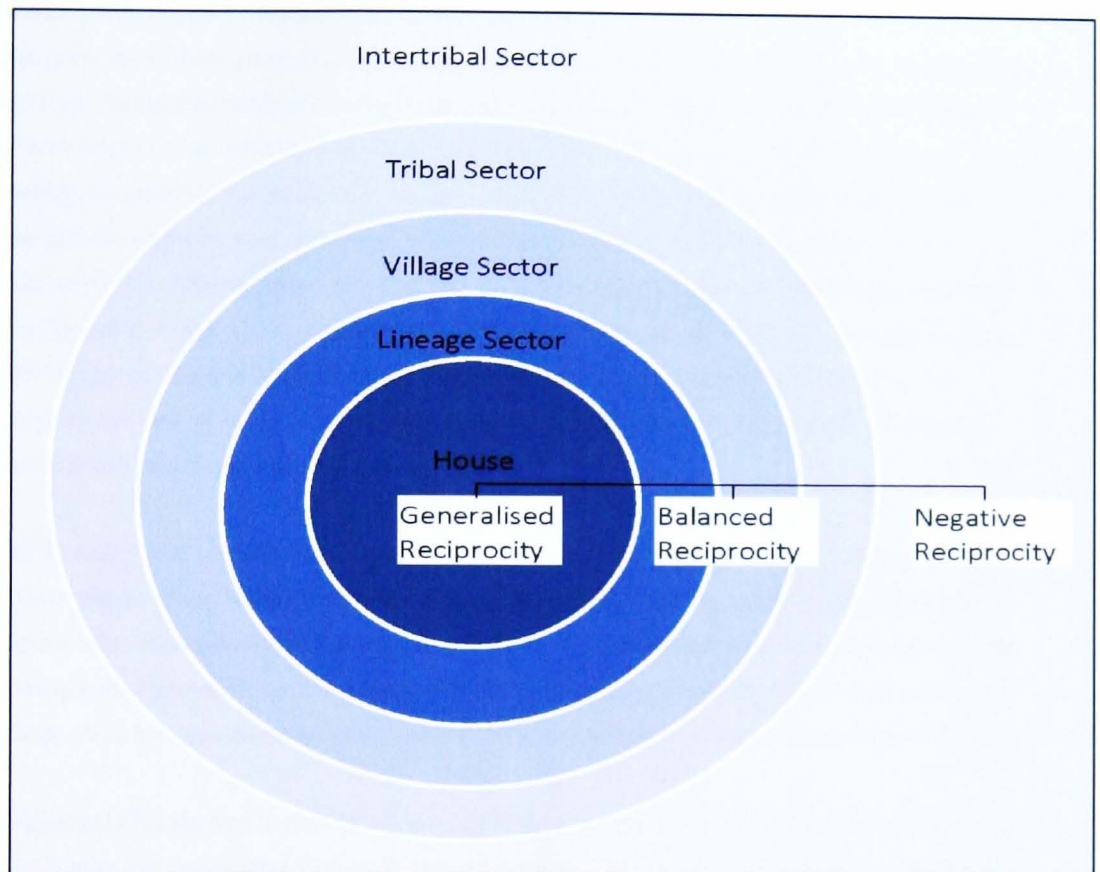 Intertribal Sector
Tribal Sector
Village Sector
Lineage Sector
House
Generalised
Reciprocity
Balanced
Reciprocity
Negative
Reciprocity